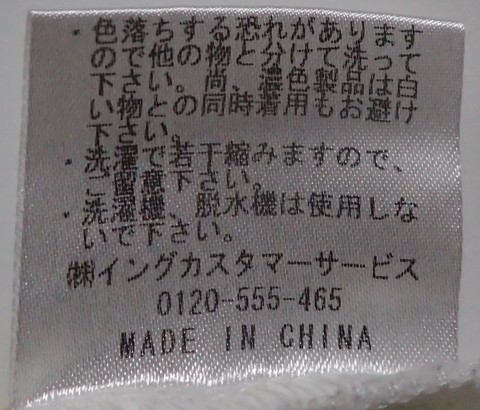 ・色落ちする恐れがありますので他の物と分けて洗って下さい。尚、濃色製品は白い物との同時着用もお避け下さい。
・洗濯で若干縮みますので、
ご留意下さい。
・洗濯機、脱水機は使用しな
いで下さい。
㈱イングカスタマーサービス
0120-555-465
MADE IN CHINA